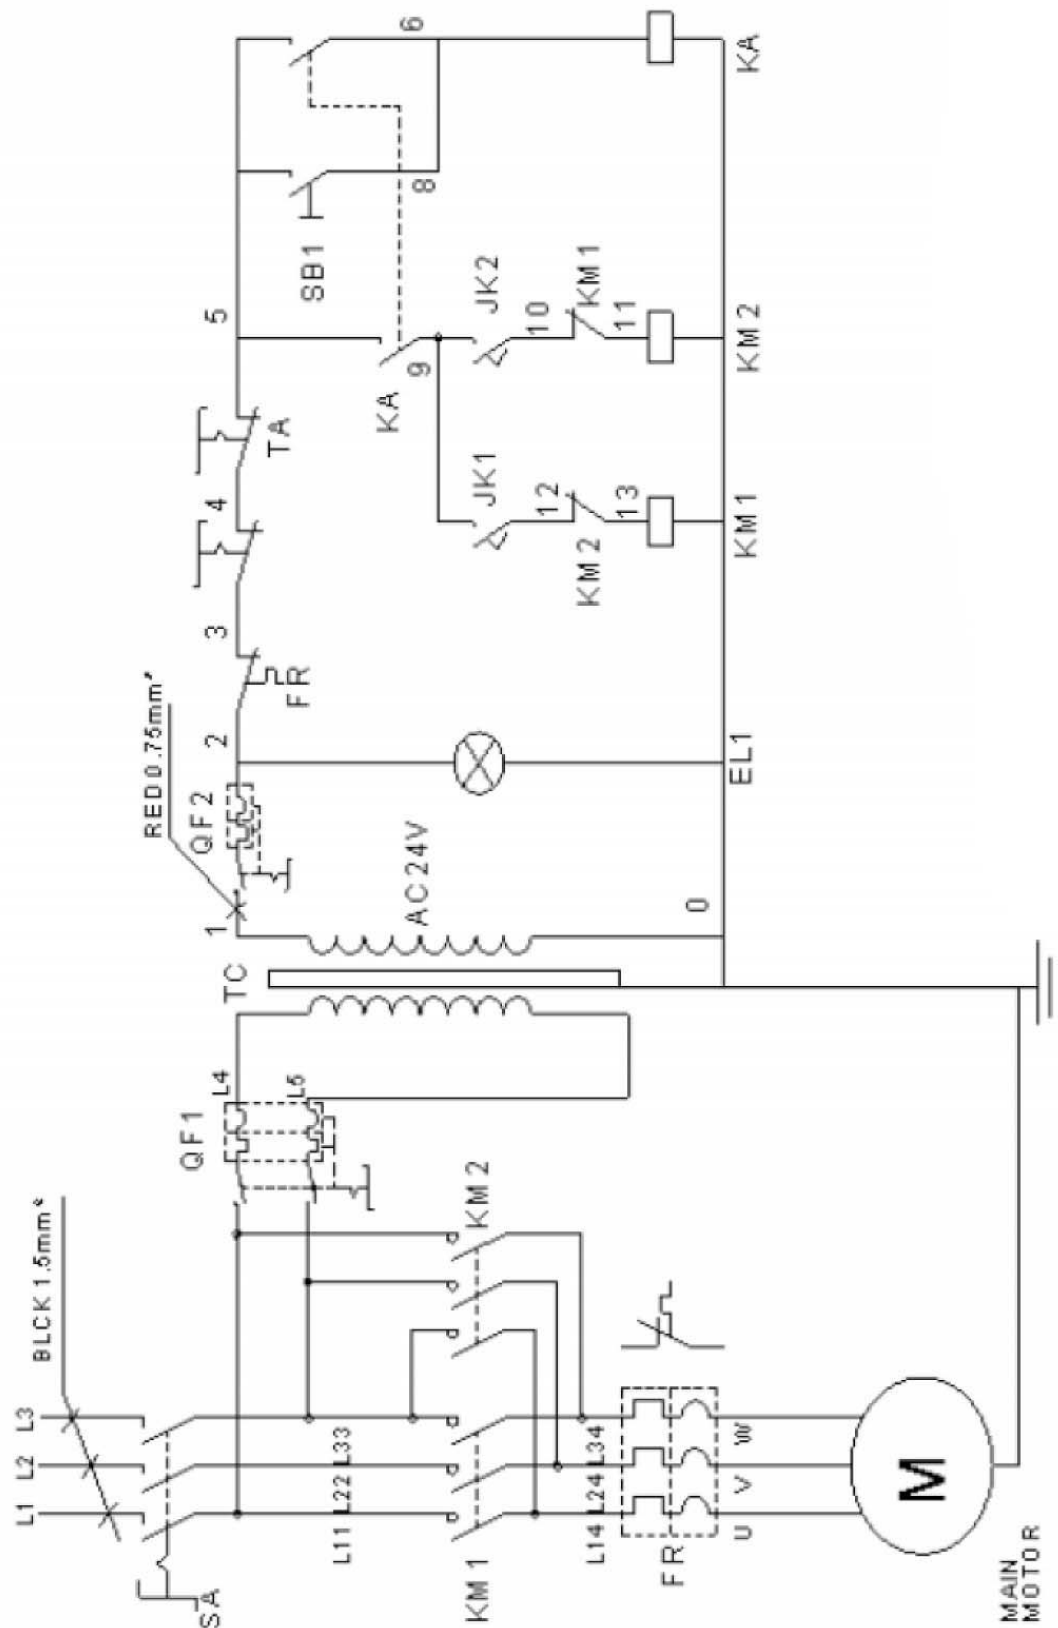 L1
L2
L3
BLCK 1.5mm²
SA
L11
L22
L33
KM1
KM2
L14
L24
L34
FR
U
V
W
M
MAIN
MOTOR
QF1
L4
L5
TC
AC24V
0
1
RED0.75mm²
QF2
2
EL1
FR
3
4
TA
5
KA
9
JK1
12
KM2
13
KM1
JK2
10
KM1
11
KM2
SB1
8
6
KA